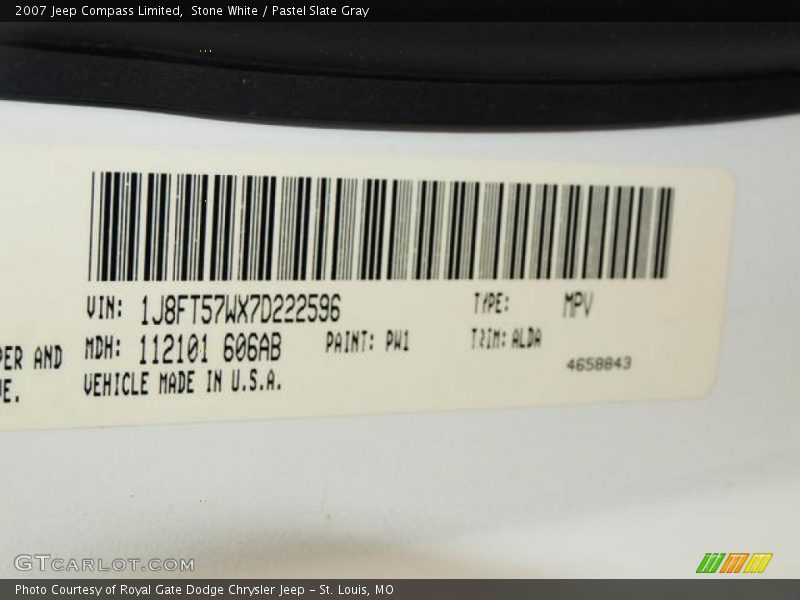 2007 Jeep Compass Limited,  Stone White / Pastel Slate Gray
VIN: 1J8FT57WX7D222596 TYPE: MPV
PER AND MDH: 112101 606AB PAINT: PW1 TRIM: ALDA
E. VEHICLE MADE IN U.S.A. 4658843
GTCARLOT.COM
Photo Courtesy of Royal Gate Dodge Chrysler Jeep – St. Louis, MO